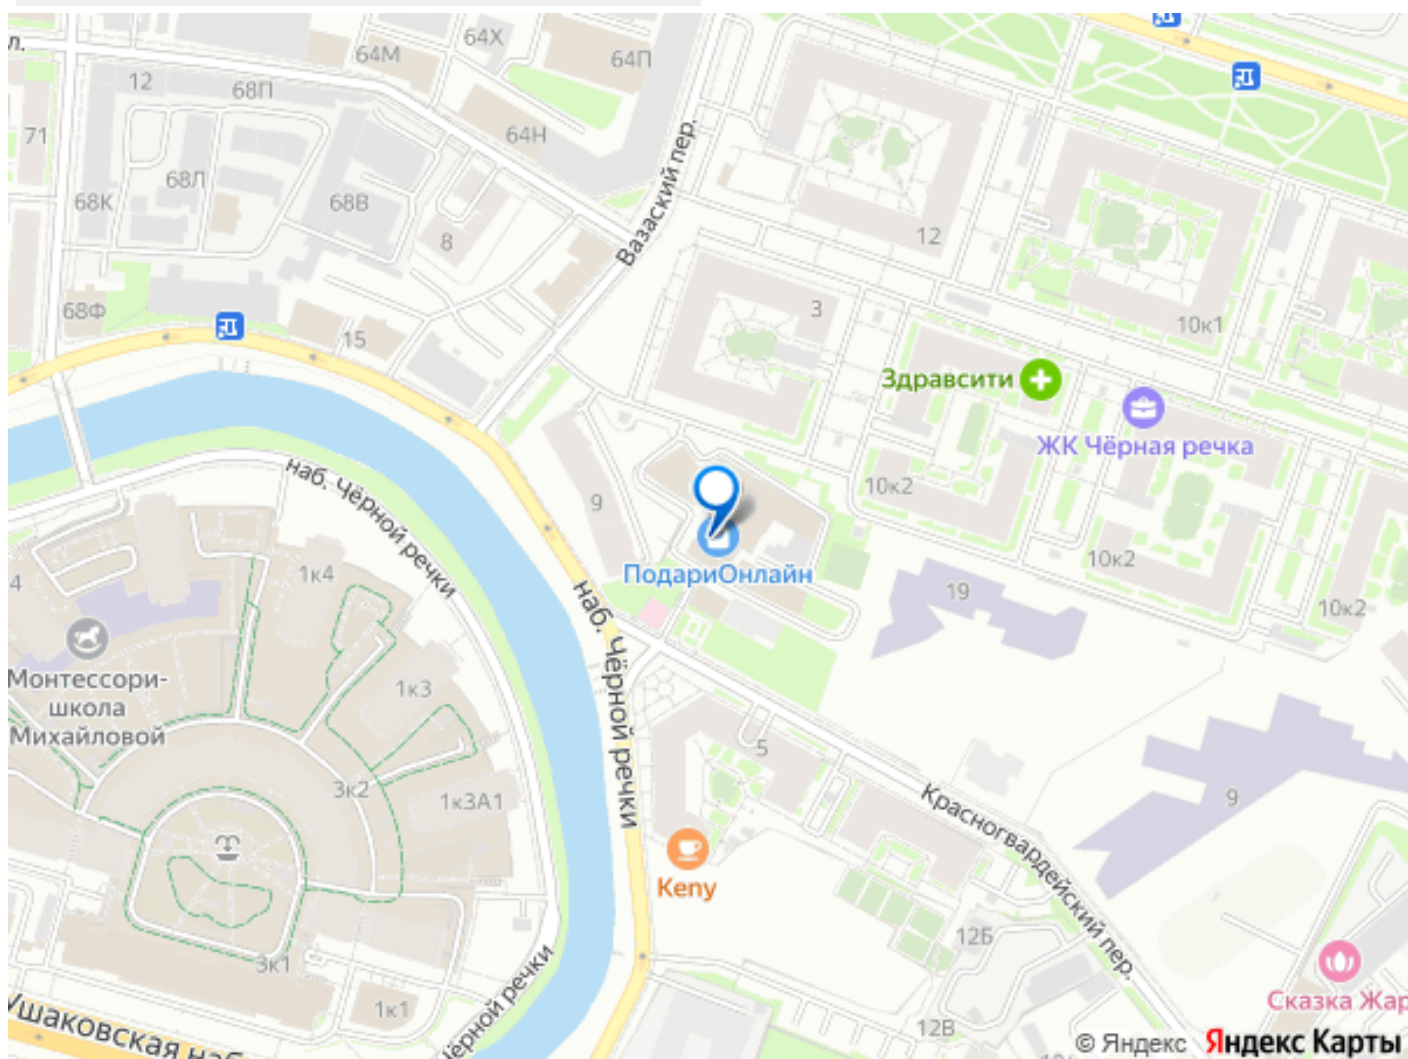 л.
64М
64Х
64П
12
68П
64Н
71
68Л
68К
68В
8
Вазаский пер.
12
68Ф
15
3
10к1
Здравсити
ЖК Чёрная речка
наб. Чёрной речки
9
10к2
10к2
ПодариОнлайн
19
10к2
4
1к4
наб. Чёрной речки
Монтессори-
школа
Михайловой
1к3
5
3к2
1к3А1
9
Красногвардейский пер.
Keny
12Б
3к1
1к1
Чёрной речки
Сказка Жар
12В
Ушаковская наб
© Яндекс
Яндекс Карты